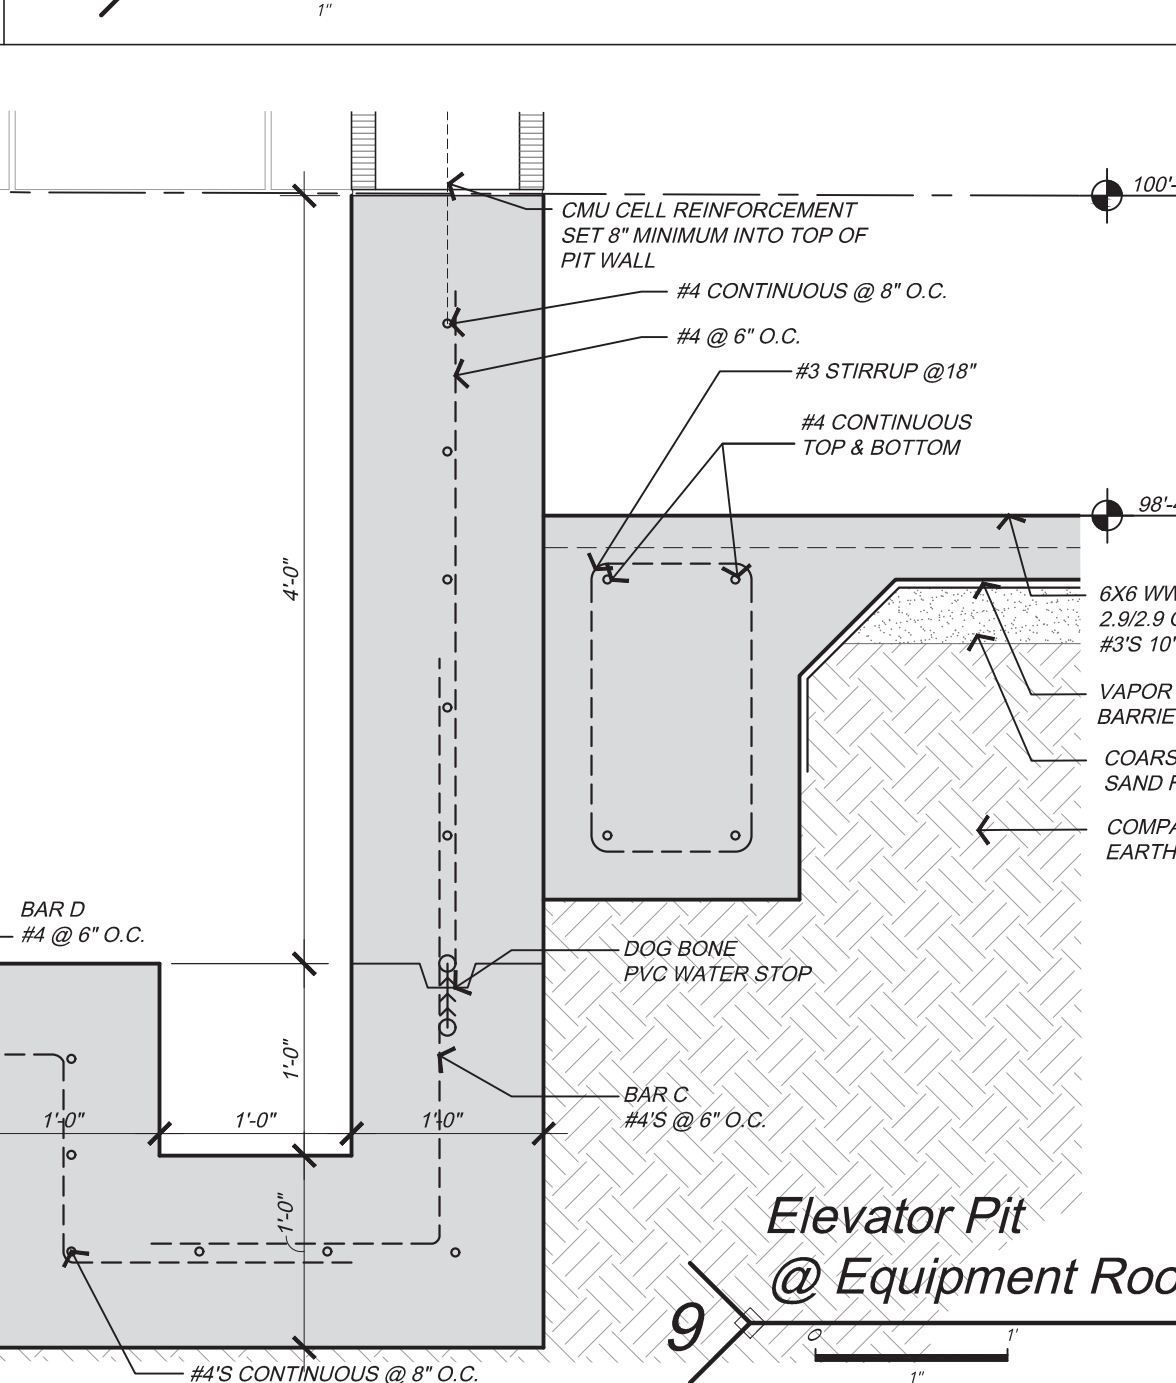 1"
100'-
CMU CELL REINFORCEMENT
SET 8" MINIMUM INTO TOP OF
PIT WALL
#4 CONTINUOUS @ 8" O.C.
#4 @ 6" O.C.
#3 STIRRUP @18"
#4 CONTINUOUS
TOP & BOTTOM
98'-
4'-0"
6X6 WW
2.9/2.9
#3'S 10"
VAPOR
BARRIE
COARS
SAND
COMPA
EARTH
BAR D
#4 @ 6" O.C.
DOG BONE
PVC WATER STOP
1'-0"
BAR C
#4'S @ 6" O.C.
1'-0"
1'-0"
1'-0"
1'-0"
Elevator Pit
@ Equipment Roo
9
0
1'
1"
#4'S CONTINUOUS @ 8" O.C.